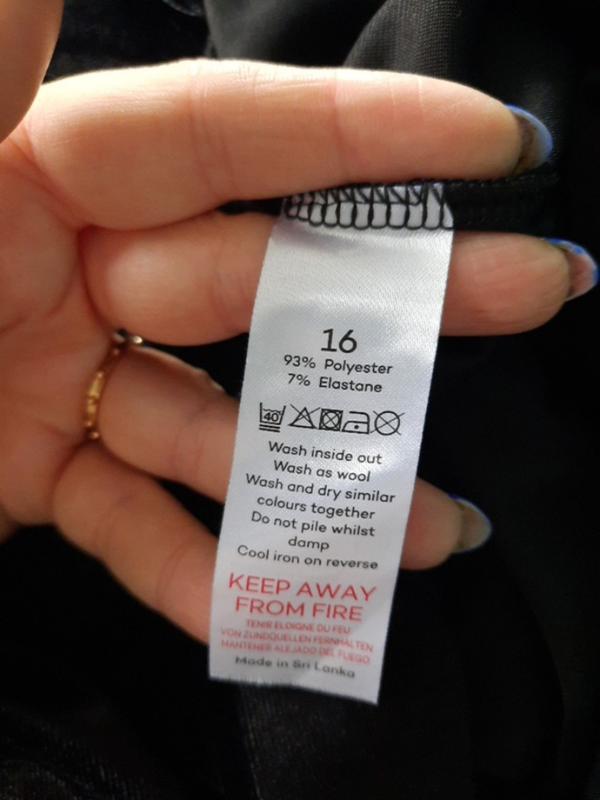 16
93% Polyester
7% Elastane
40
Wash inside out
Wash as wool
Wash and dry similar
colours together
Do not pile whilst
damp
Cool iron on reverse
KEEP AWAY
FROM FIRE
TENIR ELOIGNE DU FEU
VON ZUNDQUELLEN FERNHALTEN
MANTENER ALEJADO DEL FUEGO
Made in Sri Lanka